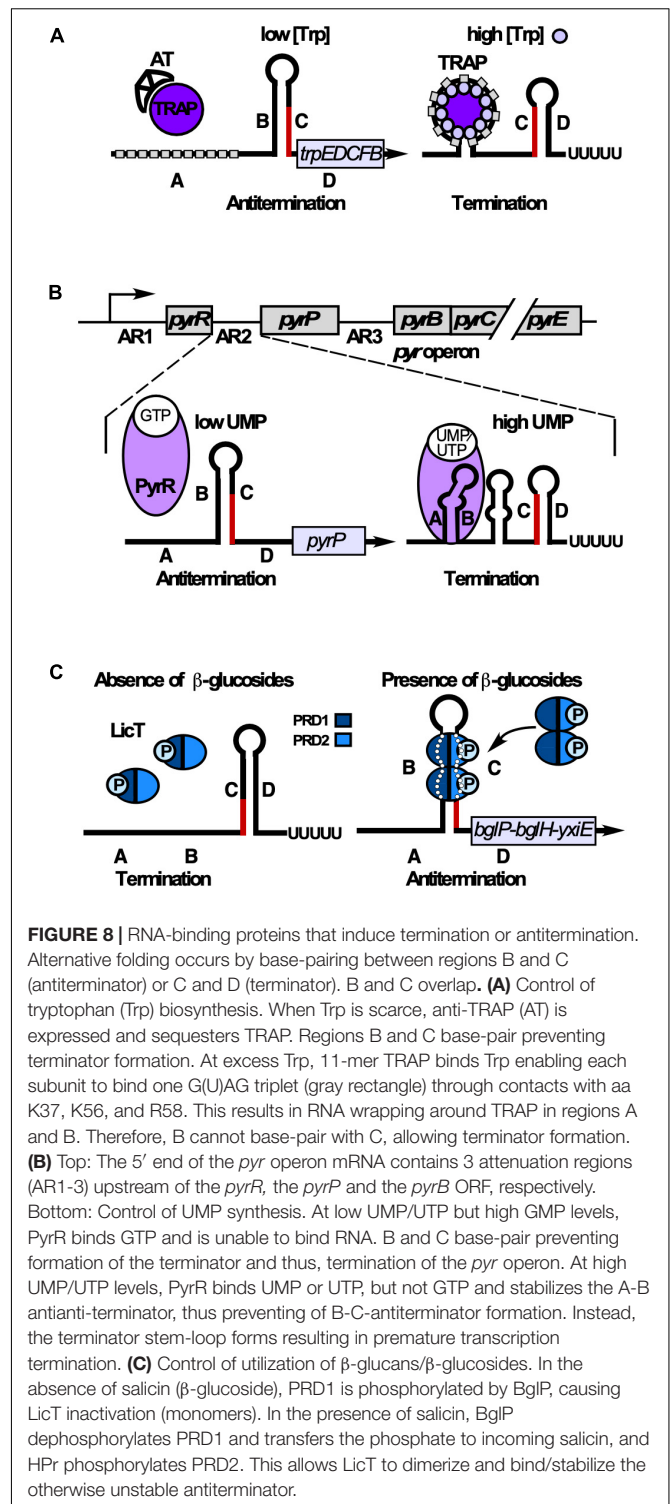 A
low [Trp]
high [Trp]
AT
TRAP
TRAP
B
C
C
D
trpEDCFB
UUUUU
A
D
Antitermination
Termination
B
pyrR
pyrP
pyrB
pyrC
pyrE
AR1
AR2
AR3
pyr operon
GTP
low UMP
UMP/
UTP
high UMP
PyrR
B
C
A
B
C
D
pyrP
UUUUU
A
D
Antitermination
Termination
C
Absence of β-glucosides
Presence of β-glucosides
LicT
PRD1
PRD2
P
P
P
P
P
P
C
D
B
C
UUUUU
bglP-bglH-yxiE
A
B
A
D
Termination
Antitermination
FIGURE 8 | RNA-binding proteins that induce termination or antitermination.
Alternative folding occurs by base-pairing between regions B and C
(antiterminator) or C and D (terminator). B and C overlap. (A) Control of
tryptophan (Trp) biosynthesis. When Trp is scarce, anti-TRAP (AT) is
expressed and sequesters TRAP. Regions B and C base-pair preventing
terminator formation. At excess Trp, 11-mer TRAP binds Trp enabling each
subunit to bind one G(U)AG triplet (gray rectangle) through contacts with aa
K37, K56, and R58. This results in RNA wrapping around TRAP in regions A
and B. Therefore, B cannot base-pair with C, allowing terminator formation.
(B) Top: The 5′ end of the pyr operon mRNA contains 3 attenuation regions
(AR1-3) upstream of the pyrR, the pyrP and the pyrB ORF, respectively.
Bottom: Control of UMP synthesis. At low UMP/UTP but high GMP levels,
PyrR binds GTP and is unable to bind RNA. B and C base-pair preventing
formation of the terminator and thus, termination of the pyr operon. At high
UMP/UTP levels, PyrR binds UMP or UTP, but not GTP and stabilizes the A-B
antianti-terminator, thus preventing of B-C-antiterminator formation. Instead,
the terminator stem-loop forms resulting in premature transcription
termination. (C) Control of utilization of β-glucans/β-glucosides. In the
absence of salicin (β-glucoside), PRD1 is phosphorylated by BglP, causing
LicT inactivation (monomers). In the presence of salicin, BglP
dephosphorylates PRD1 and transfers the phosphate to incoming salicin, and
HPr phosphorylates PRD2. This allows LicT to dimerize and bind/stabilize the
otherwise unstable antiterminator.